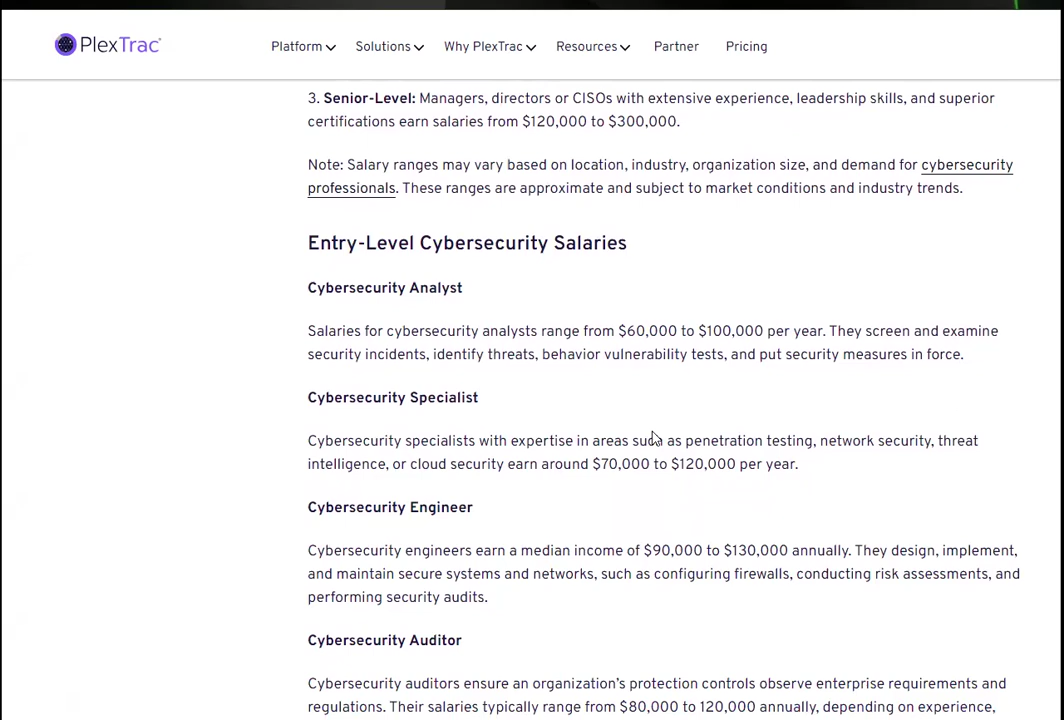 PlexTrac
Platform Solutions Why PlexTrac Resources Partner Pricing
3. Senior-Level: Managers, directors or CISOs with extensive experience, leadership skills, and superior
certifications earn salaries from $120,000 to $300,000.
Note: Salary ranges may vary based on location, industry, organization size, and demand for cybersecurity
professionals. These ranges are approximate and subject to market conditions and industry trends.
Entry-Level Cybersecurity Salaries
Cybersecurity Analyst
Salaries for cybersecurity analysts range from $60,000 to $100,000 per year. They screen and examine
security incidents, identify threats, behavior vulnerability tests, and put security measures in force.
Cybersecurity Specialist
Cybersecurity specialists with expertise in areas such as penetration testing, network security, threat
intelligence, or cloud security earn around $70,000 to $120,000 per year.
Cybersecurity Engineer
Cybersecurity engineers earn a median income of $90,000 to $130,000 annually. They design, implement,
and maintain secure systems and networks, such as configuring firewalls, conducting risk assessments, and
performing security audits.
Cybersecurity Auditor
Cybersecurity auditors ensure an organization’s protection controls observe enterprise requirements and
regulations. Their salaries typically range from $80,000 to 120,000 annually, depending on experience,